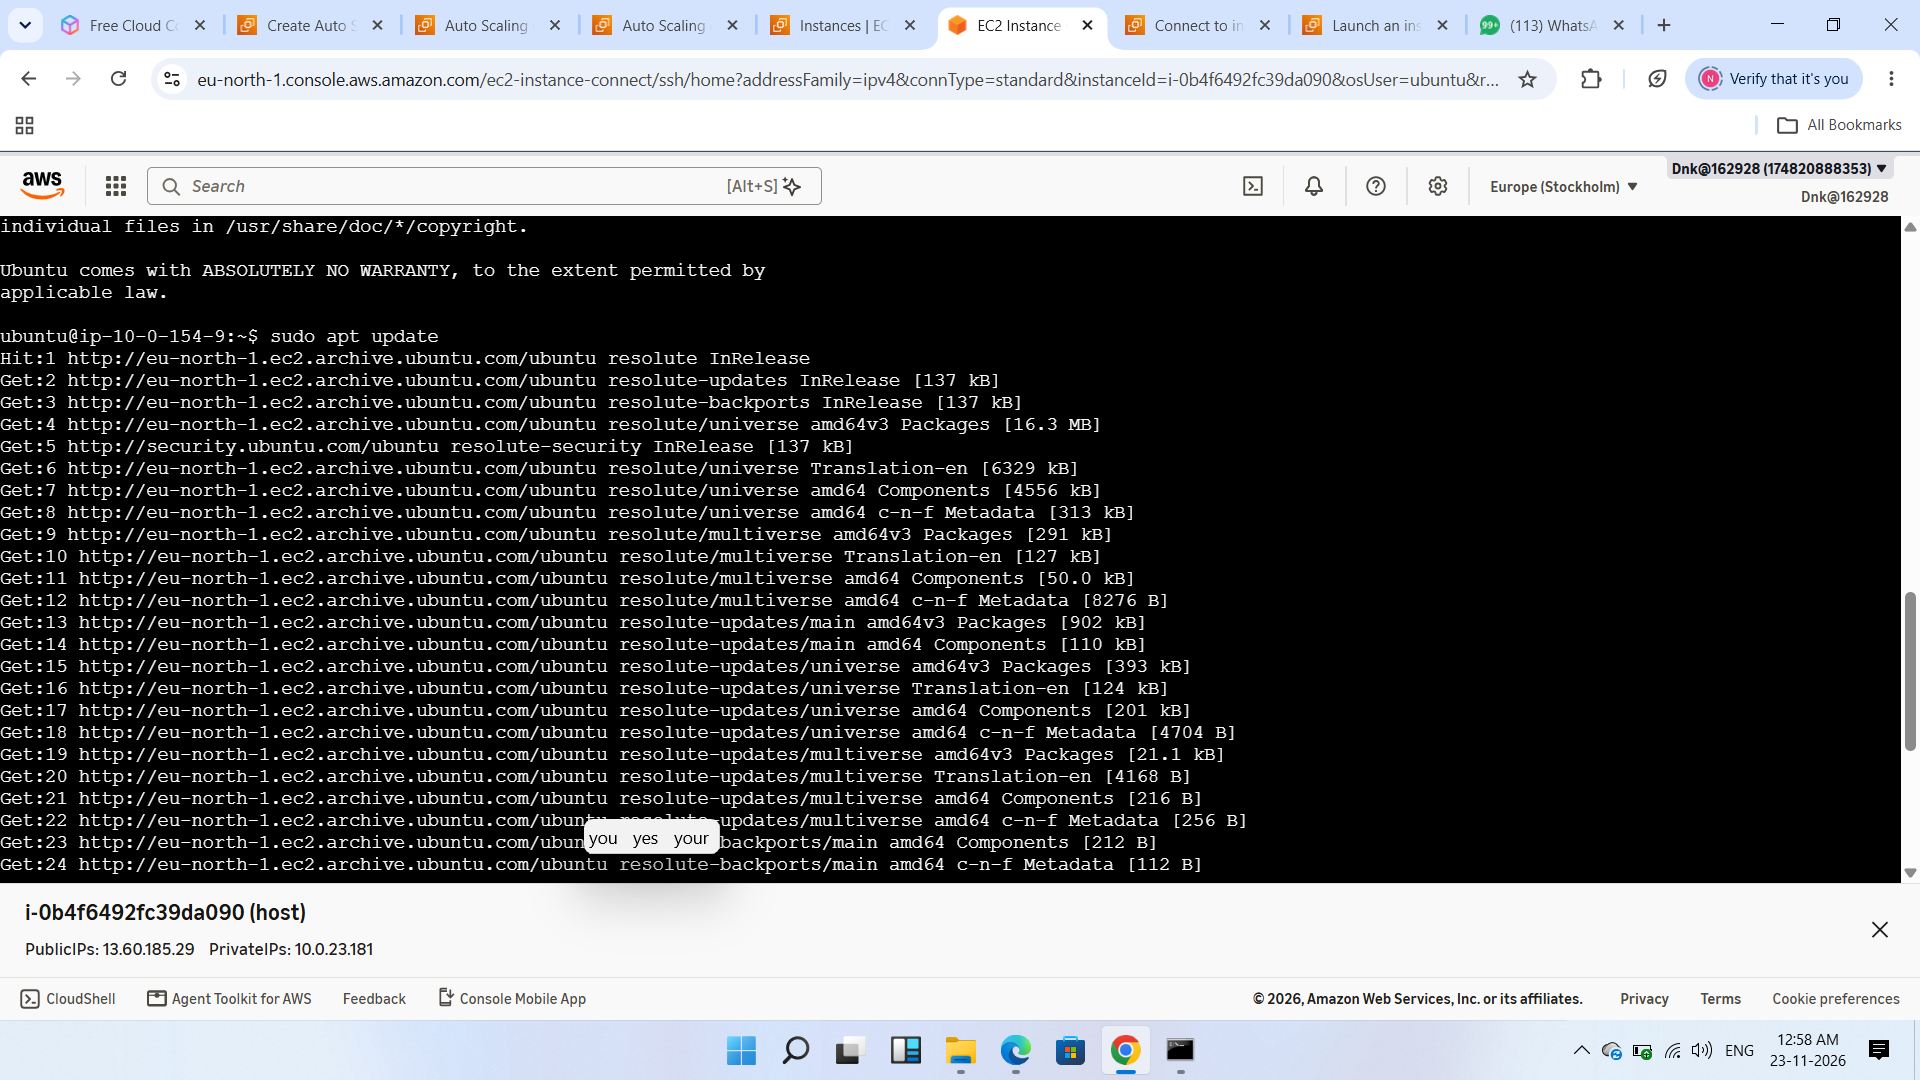 Free Cloud C
Create Auto S
Auto Scaling
Auto Scaling
Instances | EC
EC2 Instance
Connect to in
Launch an ins
99+
(113) WhatsA
eu-north-1.console.aws.amazon.com/ec2-instance-connect/ssh/home?addressFamily=ipv4&connType=standard&instanceId=i-0b4f6492fc39da090&osUser=ubuntu&r...
N
Verify that it's you
All Bookmarks
aws
Search
[Alt+S]
Europe (Stockholm)
Dnk@162928 (174820888353)
Dnk@162928
individual files in /usr/share/doc/*/copyright.
Ubuntu comes with ABSOLUTELY NO WARRANTY, to the extent permitted by
applicable law.
ubuntu@ip-10-0-154-9:~$ sudo apt update
Hit:1 http://eu-north-1.ec2.archive.ubuntu.com/ubuntu resolute InRelease
Get:2 http://eu-north-1.ec2.archive.ubuntu.com/ubuntu resolute-updates InRelease [137 kB]
Get:3 http://eu-north-1.ec2.archive.ubuntu.com/ubuntu resolute-backports InRelease [137 kB]
Get:4 http://eu-north-1.ec2.archive.ubuntu.com/ubuntu resolute/universe amd64v3 Packages [16.3 MB]
Get:5 http://security.ubuntu.com/ubuntu resolute-security InRelease [137 kB]
Get:6 http://eu-north-1.ec2.archive.ubuntu.com/ubuntu resolute/universe Translation-en [6329 kB]
Get:7 http://eu-north-1.ec2.archive.ubuntu.com/ubuntu resolute/universe amd64 Components [4556 kB]
Get:8 http://eu-north-1.ec2.archive.ubuntu.com/ubuntu resolute/universe amd64 c-n-f Metadata [313 kB]
Get:9 http://eu-north-1.ec2.archive.ubuntu.com/ubuntu resolute/multiverse amd64v3 Packages [291 kB]
Get:10 http://eu-north-1.ec2.archive.ubuntu.com/ubuntu resolute/multiverse Translation-en [127 kB]
Get:11 http://eu-north-1.ec2.archive.ubuntu.com/ubuntu resolute/multiverse amd64 Components [50.0 kB]
Get:12 http://eu-north-1.ec2.archive.ubuntu.com/ubuntu resolute/multiverse amd64 c-n-f Metadata [8276 B]
Get:13 http://eu-north-1.ec2.archive.ubuntu.com/ubuntu resolute-updates/main amd64v3 Packages [902 kB]
Get:14 http://eu-north-1.ec2.archive.ubuntu.com/ubuntu resolute-updates/main amd64 Components [110 kB]
Get:15 http://eu-north-1.ec2.archive.ubuntu.com/ubuntu resolute-updates/universe amd64v3 Packages [393 kB]
Get:16 http://eu-north-1.ec2.archive.ubuntu.com/ubuntu resolute-updates/universe Translation-en [124 kB]
Get:17 http://eu-north-1.ec2.archive.ubuntu.com/ubuntu resolute-updates/universe amd64 Components [201 kB]
Get:18 http://eu-north-1.ec2.archive.ubuntu.com/ubuntu resolute-updates/universe amd64 c-n-f Metadata [4704 B]
Get:19 http://eu-north-1.ec2.archive.ubuntu.com/ubuntu resolute-updates/multiverse amd64v3 Packages [21.1 kB]
Get:20 http://eu-north-1.ec2.archive.ubuntu.com/ubuntu resolute-updates/multiverse Translation-en [4168 B]
Get:21 http://eu-north-1.ec2.archive.ubuntu.com/ubuntu resolute-updates/multiverse amd64 Components [216 B]
Get:22 http://eu-north-1.ec2.archive.ubuntu.com/ubuntu resolute-updates/multiverse amd64 c-n-f Metadata [256 B]
you yes your
Get:23 http://eu-north-1.ec2.archive.ubuntu.com/ubun backports/main amd64 Components [212 B]
Get:24 http://eu-north-1.ec2.archive.ubuntu.com/ubuntu resolute-backports/main amd64 c-n-f Metadata [112 B]
i-0b4f6492fc39da090 (host)
PublicIPs: 13.60.185.29 PrivateIPs: 10.0.23.181
CloudShell
Agent Toolkit for AWS
Feedback
Console Mobile App
© 2026, Amazon Web Services, Inc. or its affiliates.
Privacy
Terms
Cookie preferences
ENG
12:58 AM
23-11-2026